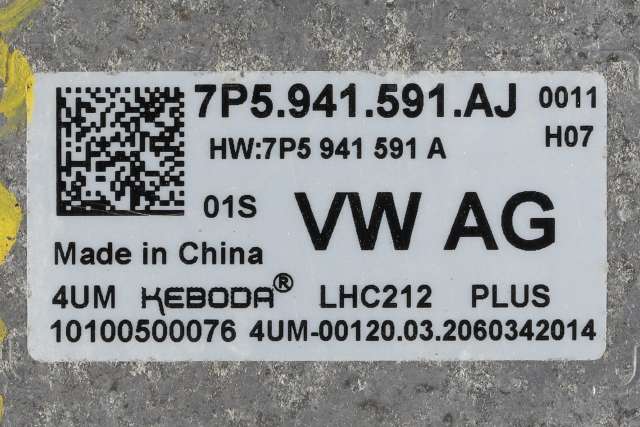 7P5.941.591.AJ 0011
HW:7P5 941 591 A H07
01S VW AG
Made in China
4UM KEBODA® LHC212 PLUS
10100500076 4UM-00120.03.2060342014